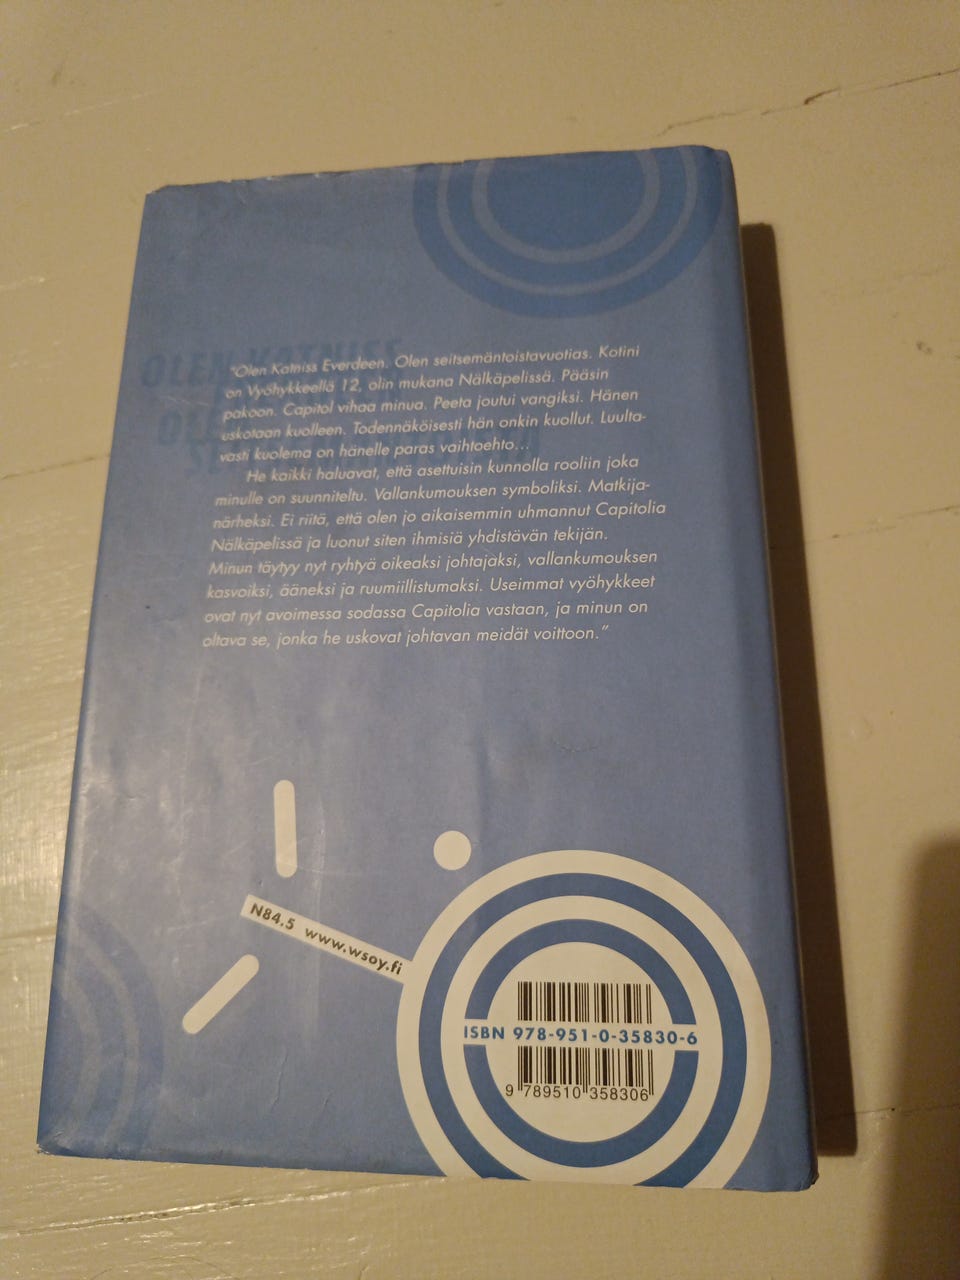 "Olen Katniss Everdeen. Olen seitsemäntoistavuotias. Kotini
on Vyöhykkeellä 12, olin mukana Nälkäpelissä. Pääsin
pakoon. Capitol vihaa minua. Peeta joutui vangiksi. Hänen
uskotaan kuolleen. Todennäköisesti hän onkin kuollut. Luulta-
vasti kuolema on hänelle paras vaihtoehto...
He kaikki haluavat, että asettuisin kunnolla rooliin joka
minulle on suunniteltu. Vallankumouksen symboliksi. Matkija-
närheksi. Ei riitä, että olen jo aikaisemmin uhmannut Capitolia
Nälkäpelissä ja luonut siten ihmisiä yhdistävän tekijän.
Minun täytyy nyt ryhtyä oikeaksi johtajaksi, vallankumouksen
kasvoiksi, ääneksi ja ruumiillistumaksi. Useimmat vyöhykkeet
ovat nyt avoimessa sodassa Capitolia vastaan, ja minun on
oltava se, jonka he uskovat johtavan meidät voittoon."
OLEN KATNISS
N84.5 www.wsoy.fi
ISBN 978-951-0-35830-6
9 789510 358306